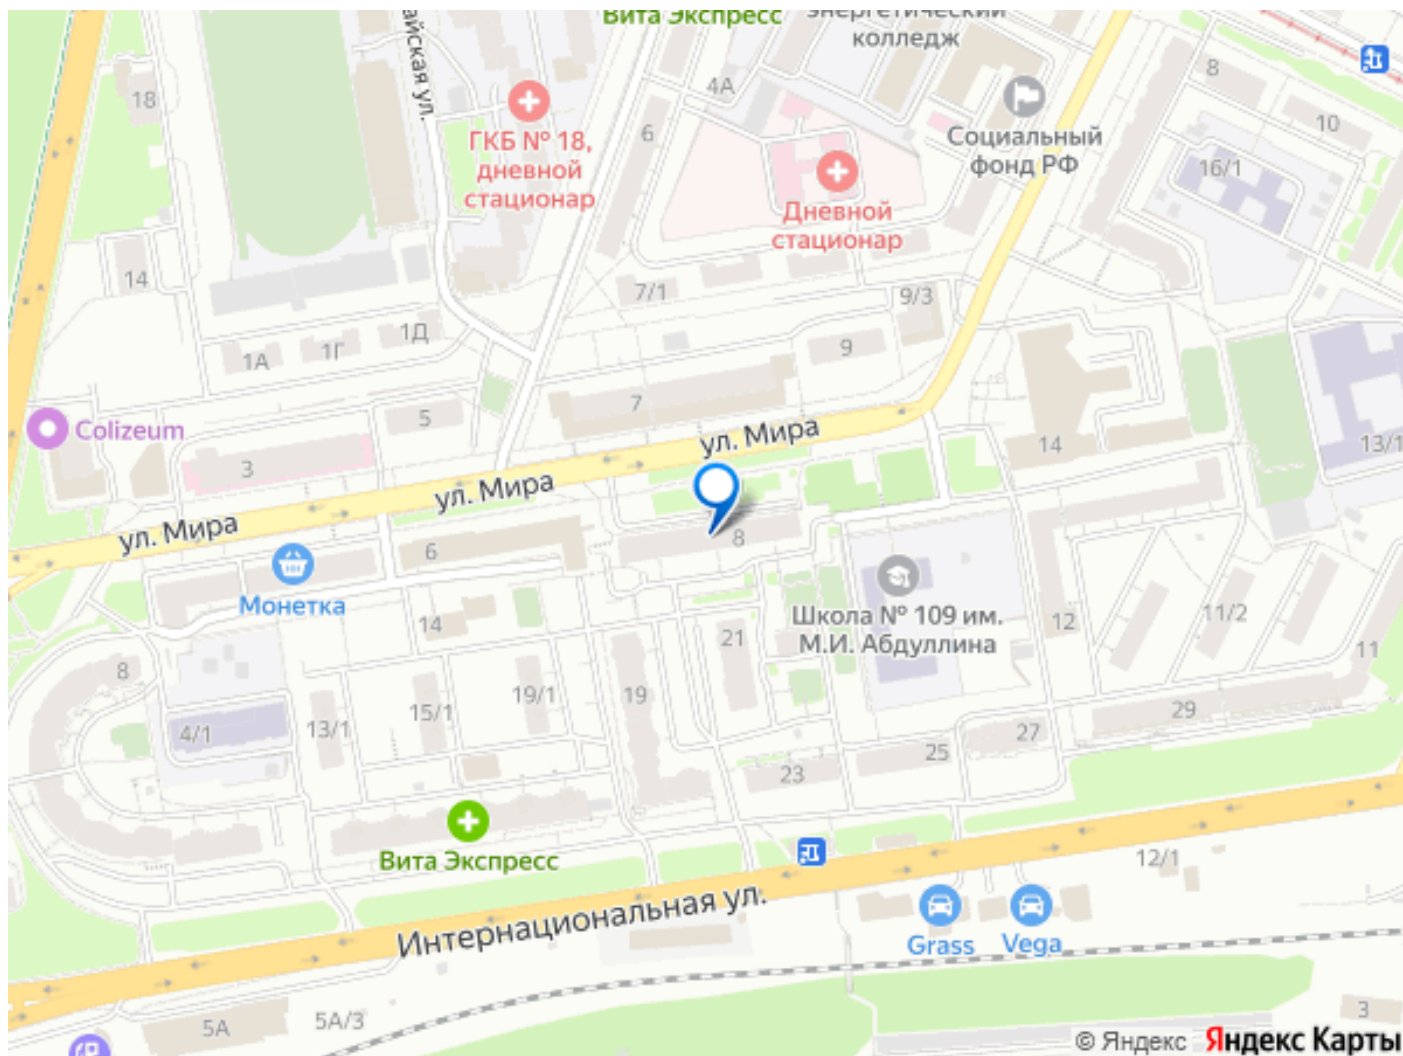 Вита Экспресс
энергетический
колледж
айская ул.
18
4А
8
6
10
ГКБ № 18,
дневной
стационар
Социальный
фонд РФ
16/1
Дневной
стационар
14
7/1
9/3
1А
1Г
1Д
9
7
5
Colizeum
ул. Мира
14
13/1
3
ул. Мира
ул. Мира
6
8
Монетка
Школа № 109 им.
М.И. Абдуллина
14
21
12
11/2
11
8
19/1
19
4/1
13/1
15/1
29
27
25
23
Вита Экспресс
12/1
Интернациональная ул.
Grass
Vega
5А
5А/3
3
© Яндекс Яндекс Карты